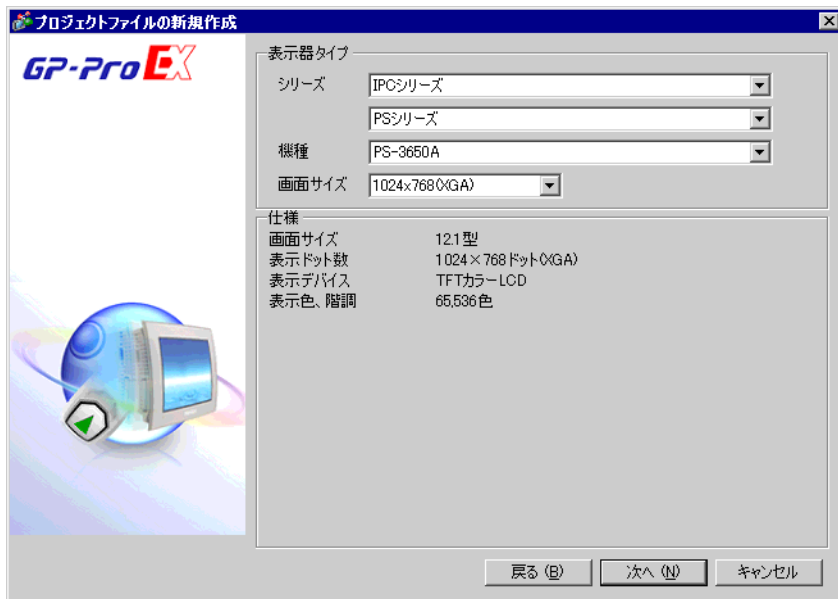 プロジェクトファイルの新規作成
GP-Pro EX
表示器タイプ
シリーズ IPCシリーズ
PSシリーズ
機種 PS-3650A
画面サイズ 1024x768(XGA)
仕様
画面サイズ 12.1型
表示ドット数 1024×768ドット(XGA)
表示デバイス TFTカラーLCD
表示色、階調 65,536色
戻る (B) 次へ (N) キャンセル